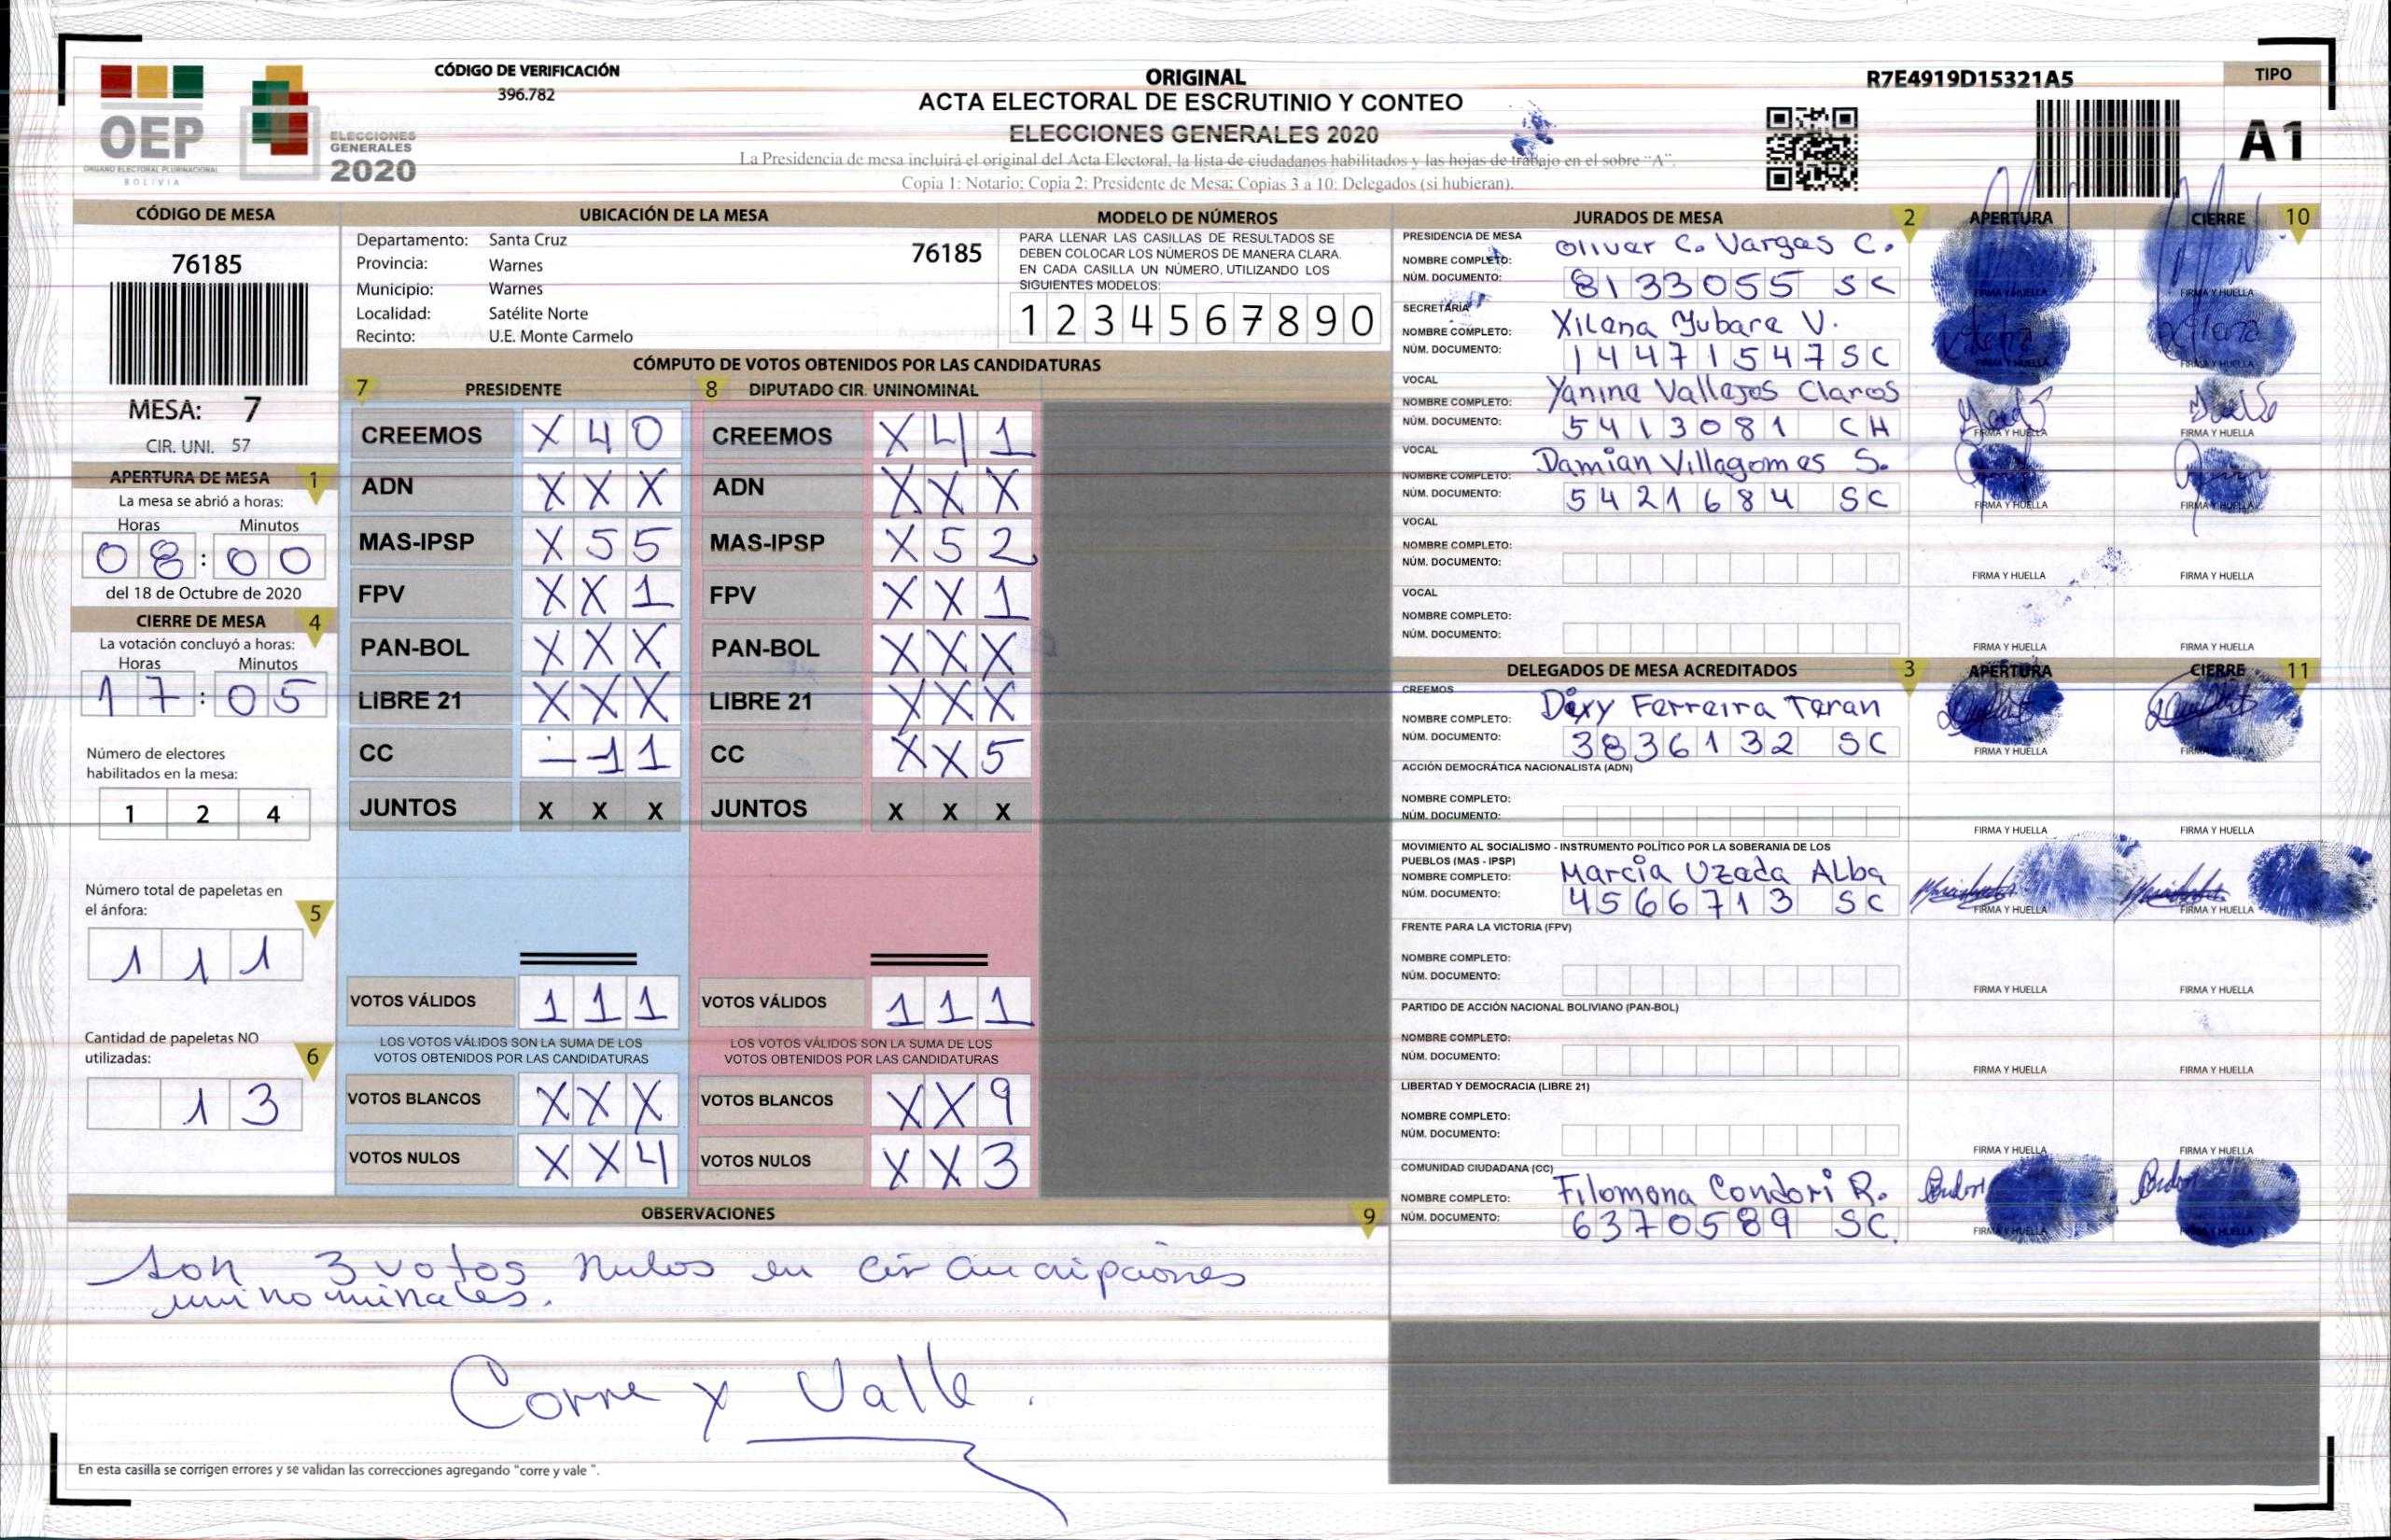 CÓDIGO DE VERIFICACIÓN
396.782
ORIGINAL
ACTA ELECTORAL DE ESCRUTINIO Y CONTEO
ELECCIONES GENERALES 2020
La Presidencia de mesa incluirá el original del Acta Electoral, la lista de ciudadanos habilitados y las hojas de trabajo en el sobre "A".
Copia 1: Notario; Copia 2: Presidente de Mesa; Copias 3 a 10: Delegados (si hubieran).
R7E4919D15321A5
TIPO
A1
OEP
ÓRGANO ELECTORAL PLURINACIONAL
BOLIVIA
ELECCIONES
GENERALES
2020
CÓDIGO DE MESA
76185
MESA: 7
CIR. UNI. 57
APERTURA DE MESA 1
La mesa se abrió a horas:
Horas Minutos
08:00
del 18 de Octubre de 2020
CIERRE DE MESA 4
La votación concluyó a horas:
Horas Minutos
17:05
Número de electores
habilitados en la mesa:
1 2 4
Número total de papeletas en
el ánfora: 5
1 1 1
Cantidad de papeletas NO
utilizadas: 6
1 3
UBICACIÓN DE LA MESA
Departamento: Santa Cruz 76185
Provincia: Warnes
Municipio: Warnes
Localidad: Satélite Norte
Recinto: U.E. Monte Carmelo
MODELO DE NÚMEROS
PARA LLENAR LAS CASILLAS DE RESULTADOS SE
DEBEN COLOCAR LOS NÚMEROS DE MANERA CLARA.
EN CADA CASILLA UN NÚMERO, UTILIZANDO LOS
SIGUIENTES MODELOS:
1 2 3 4 5 6 7 8 9 0
CÓMPUTO DE VOTOS OBTENIDOS POR LAS CANDIDATURAS
7 PRESIDENTE 8 DIPUTADO CIR. UNINOMINAL
CREEMOS X 4 0 CREEMOS X 4 1
ADN X X X ADN X X X
MAS-IPSP X 5 5 MAS-IPSP X 5 2
FPV X X 1 FPV X X 1
PAN-BOL X X X PAN-BOL X X X
LIBRE 21 X X X LIBRE 21 X X X
CC – 1 1 CC X X 5
JUNTOS X X X JUNTOS X X X
VOTOS VÁLIDOS 1 1 1 VOTOS VÁLIDOS 1 1 1
LOS VOTOS VÁLIDOS SON LA SUMA DE LOS LOS VOTOS VÁLIDOS SON LA SUMA DE LOS
VOTOS OBTENIDOS POR LAS CANDIDATURAS VOTOS OBTENIDOS POR LAS CANDIDATURAS
VOTOS BLANCOS X X X VOTOS BLANCOS X X 9
VOTOS NULOS X X 4 VOTOS NULOS X X 3
OBSERVACIONES 9
Son 3 votos nulos en circuncripciones
uninominales.
Corre y Valle.
En esta casilla se corrigen errores y se validan las correcciones agregando "corre y vale ".
JURADOS DE MESA 2 APERTURA CIERRE 10
PRESIDENCIA DE MESA
NOMBRE COMPLETO: Olivar C. Vargas C.
NÚM. DOCUMENTO: 8133055 SC FIRMA Y HUELLA FIRMA Y HUELLA
SECRETARÍA
NOMBRE COMPLETO: Xilena Yubare V.
NÚM. DOCUMENTO: 14471547SC FIRMA Y HUELLA
VOCAL
NOMBRE COMPLETO: Yanina Vallejos Claros
NÚM. DOCUMENTO: 5413081 CH FIRMA Y HUELLA FIRMA Y HUELLA
VOCAL
NOMBRE COMPLETO: Damian Villagomes S.
NÚM. DOCUMENTO: 5421684 SC FIRMA Y HUELLA FIRMA Y HUELLA
VOCAL
NOMBRE COMPLETO:
NÚM. DOCUMENTO: FIRMA Y HUELLA FIRMA Y HUELLA
VOCAL
NOMBRE COMPLETO:
NÚM. DOCUMENTO: FIRMA Y HUELLA FIRMA Y HUELLA
DELEGADOS DE MESA ACREDITADOS 3 APERTURA CIERRE 11
CREEMOS
NOMBRE COMPLETO: Dexy Ferreira Teran
NÚM. DOCUMENTO: 3836132 SC FIRMA Y HUELLA FIRMA Y HUELLA
ACCIÓN DEMOCRÁTICA NACIONALISTA (ADN)
NOMBRE COMPLETO:
NÚM. DOCUMENTO: FIRMA Y HUELLA FIRMA Y HUELLA
MOVIMIENTO AL SOCIALISMO - INSTRUMENTO POLÍTICO POR LA SOBERANIA DE LOS
PUEBLOS (MAS - IPSP)
NOMBRE COMPLETO: Marcia Uzeda Alba
NÚM. DOCUMENTO: 4566713 SC FIRMA Y HUELLA FIRMA Y HUELLA
FRENTE PARA LA VICTORIA (FPV)
NOMBRE COMPLETO:
NÚM. DOCUMENTO: FIRMA Y HUELLA FIRMA Y HUELLA
PARTIDO DE ACCIÓN NACIONAL BOLIVIANO (PAN-BOL)
NOMBRE COMPLETO:
NÚM. DOCUMENTO: FIRMA Y HUELLA FIRMA Y HUELLA
LIBERTAD Y DEMOCRACIA (LIBRE 21)
NOMBRE COMPLETO:
NÚM. DOCUMENTO: FIRMA Y HUELLA FIRMA Y HUELLA
COMUNIDAD CIUDADANA (CC)
NOMBRE COMPLETO: Filomena Condori R.
NÚM. DOCUMENTO: 6370589 SC. FIRMA Y HUELLA FIRMA Y HUELLA